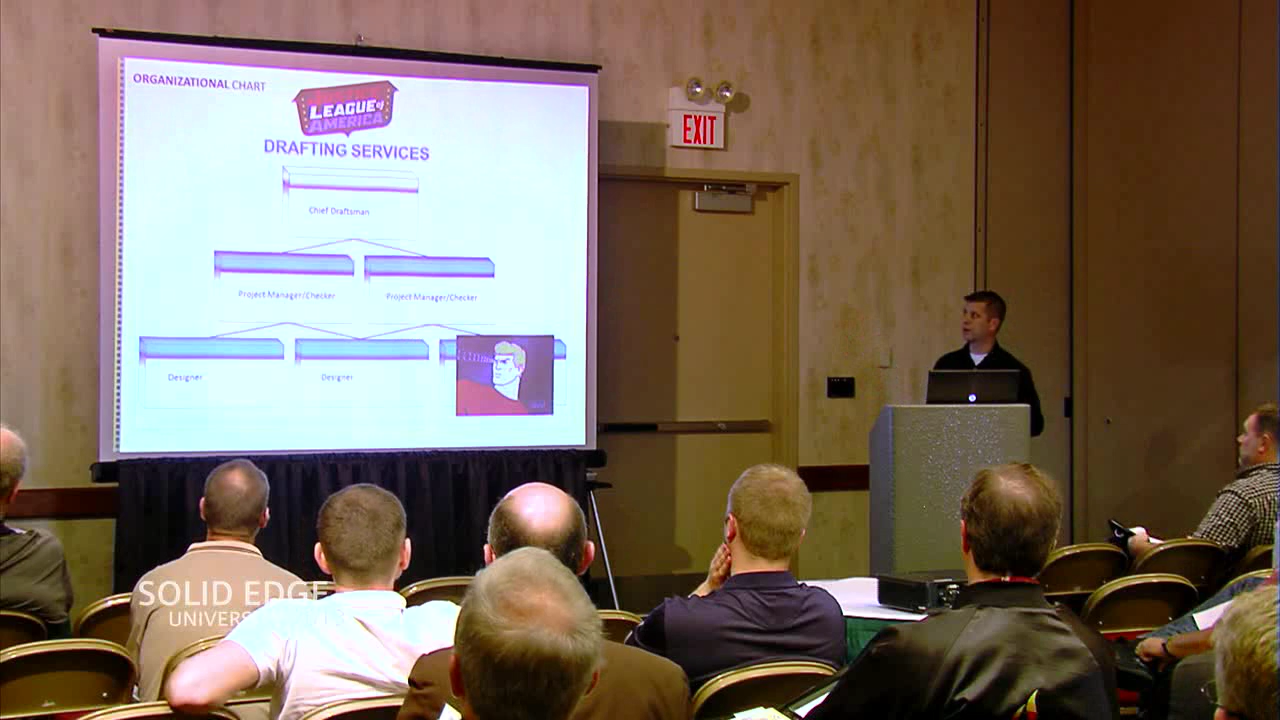 ORGANIZATIONAL CHART
LEAGUE of
AMERICA
DRAFTING SERVICES
Chief Draftsman
Project Manager/Checker
Project Manager/Checker
Designer
Designer
EXIT
SOLID EDGE